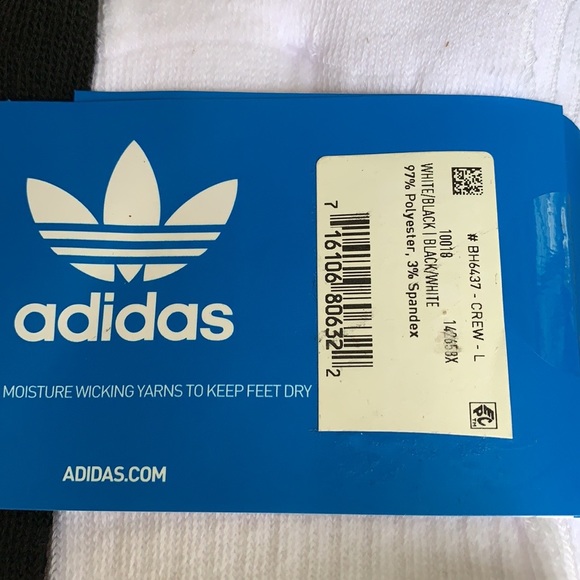 adidas
MOISTURE WICKING YARNS TO KEEP FEET DRY
ADIDAS.COM
# BH6437 - CREW - L
10018 142658X
WHITE/BLACK | BLACK/WHITE
97% Polyester, 3% Spandex
7 16106 80632 2